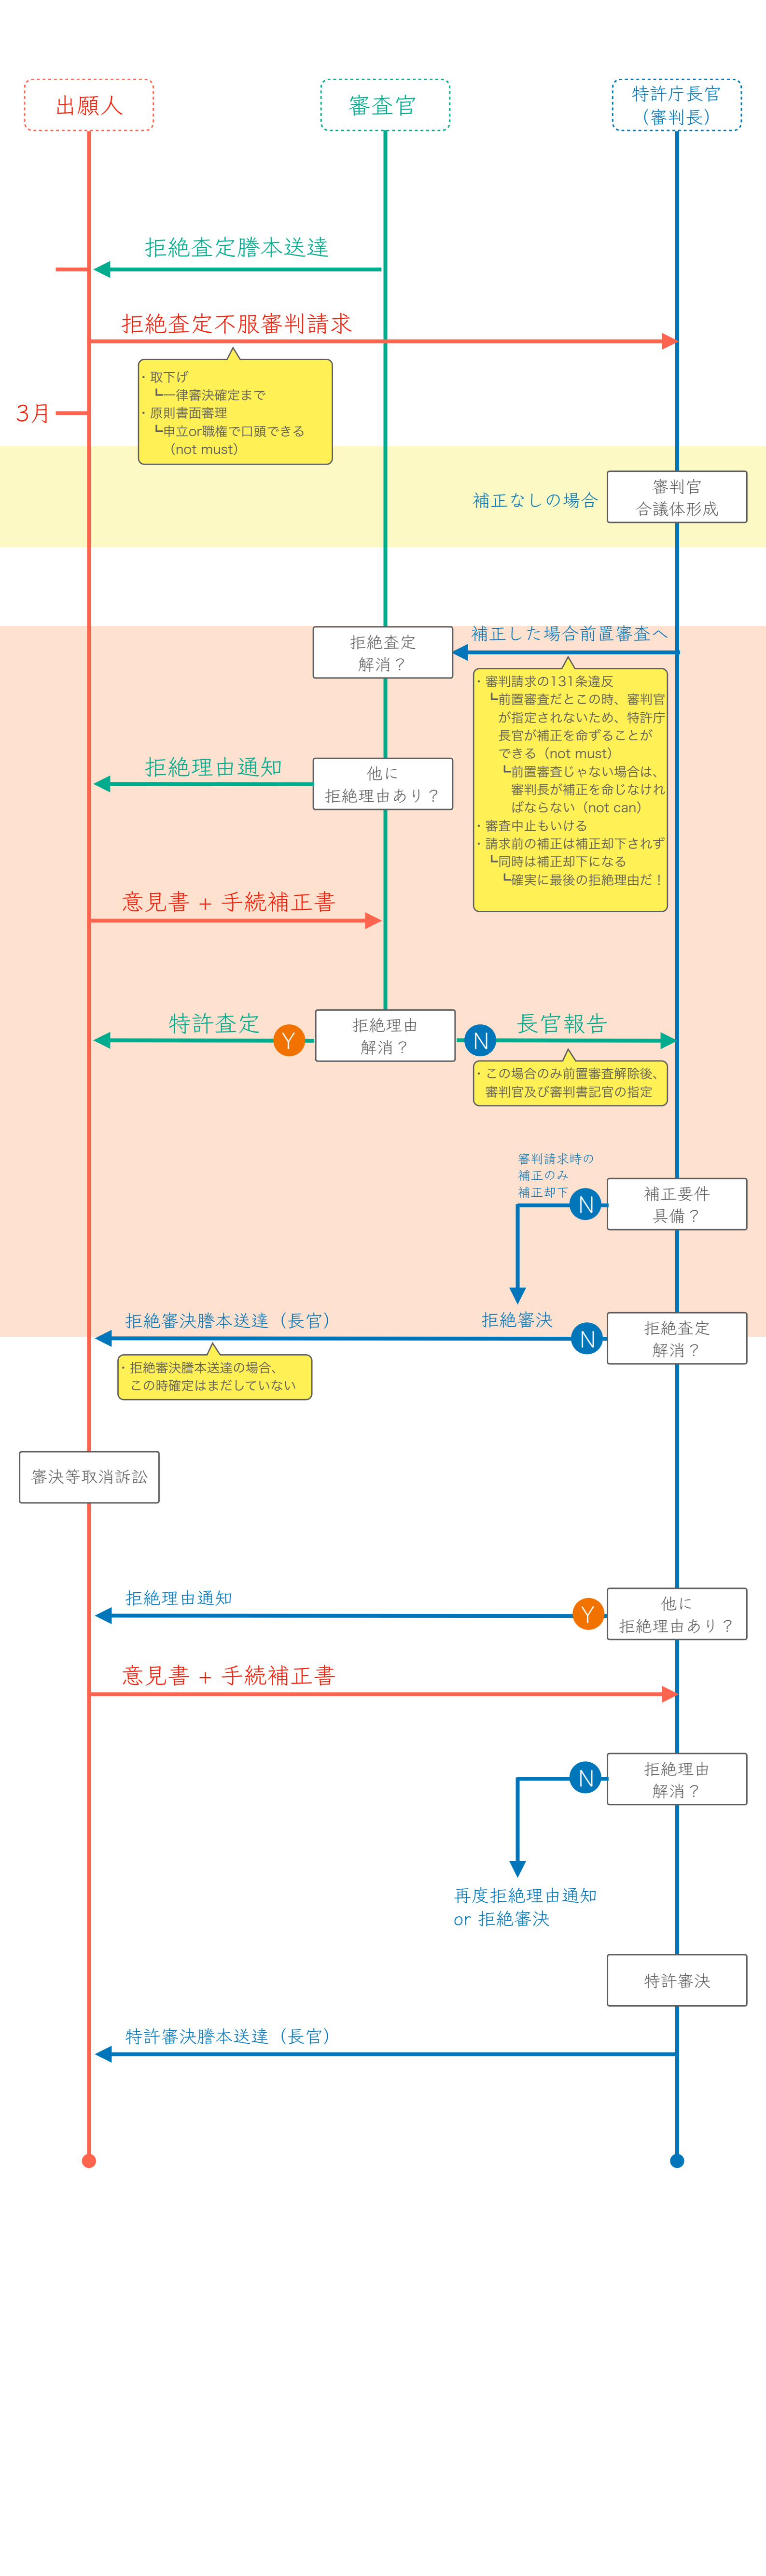 出願人
審査官
特許庁長官
（審判長）
拒絶査定謄本送達
拒絶査定不服審判請求
・取下げ
┗一律審決確定まで
・原則書面審理
┗申立or職権で口頭できる
（not must）
3月
補正なしの場合
審判官
合議体形成
補正した場合前置審査へ
拒絶査定
解消？
・審判請求の131条違反
┗前置審査だとこの時、審判官
が指定されないため、特許庁
長官が補正を命ずることが
できる（not must）
┗前置審査じゃない場合は、
審判長が補正を命じなけれ
ばならない（not can）
・審査中止もいける
・請求前の補正は補正却下されず
┗同時は補正却下になる
┗確実に最後の拒絶理由だ！
拒絶理由通知
他に
拒絶理由あり？
意見書 + 手続補正書
特許査定
Y
拒絶理由
解消？
N
長官報告
・この場合のみ前置審査解除後、
審判官及び審判書記官の指定
審判請求時の
補正のみ
補正却下
N
補正要件
具備？
拒絶審決
拒絶審決謄本送達（長官）
N
拒絶査定
解消？
・拒絶審決謄本送達の場合、
この時確定はまだしていない
審決等取消訴訟
拒絶理由通知
Y
他に
拒絶理由あり？
意見書 + 手続補正書
N
拒絶理由
解消？
再度拒絶理由通知
or 拒絶審決
特許審決
特許審決謄本送達（長官）